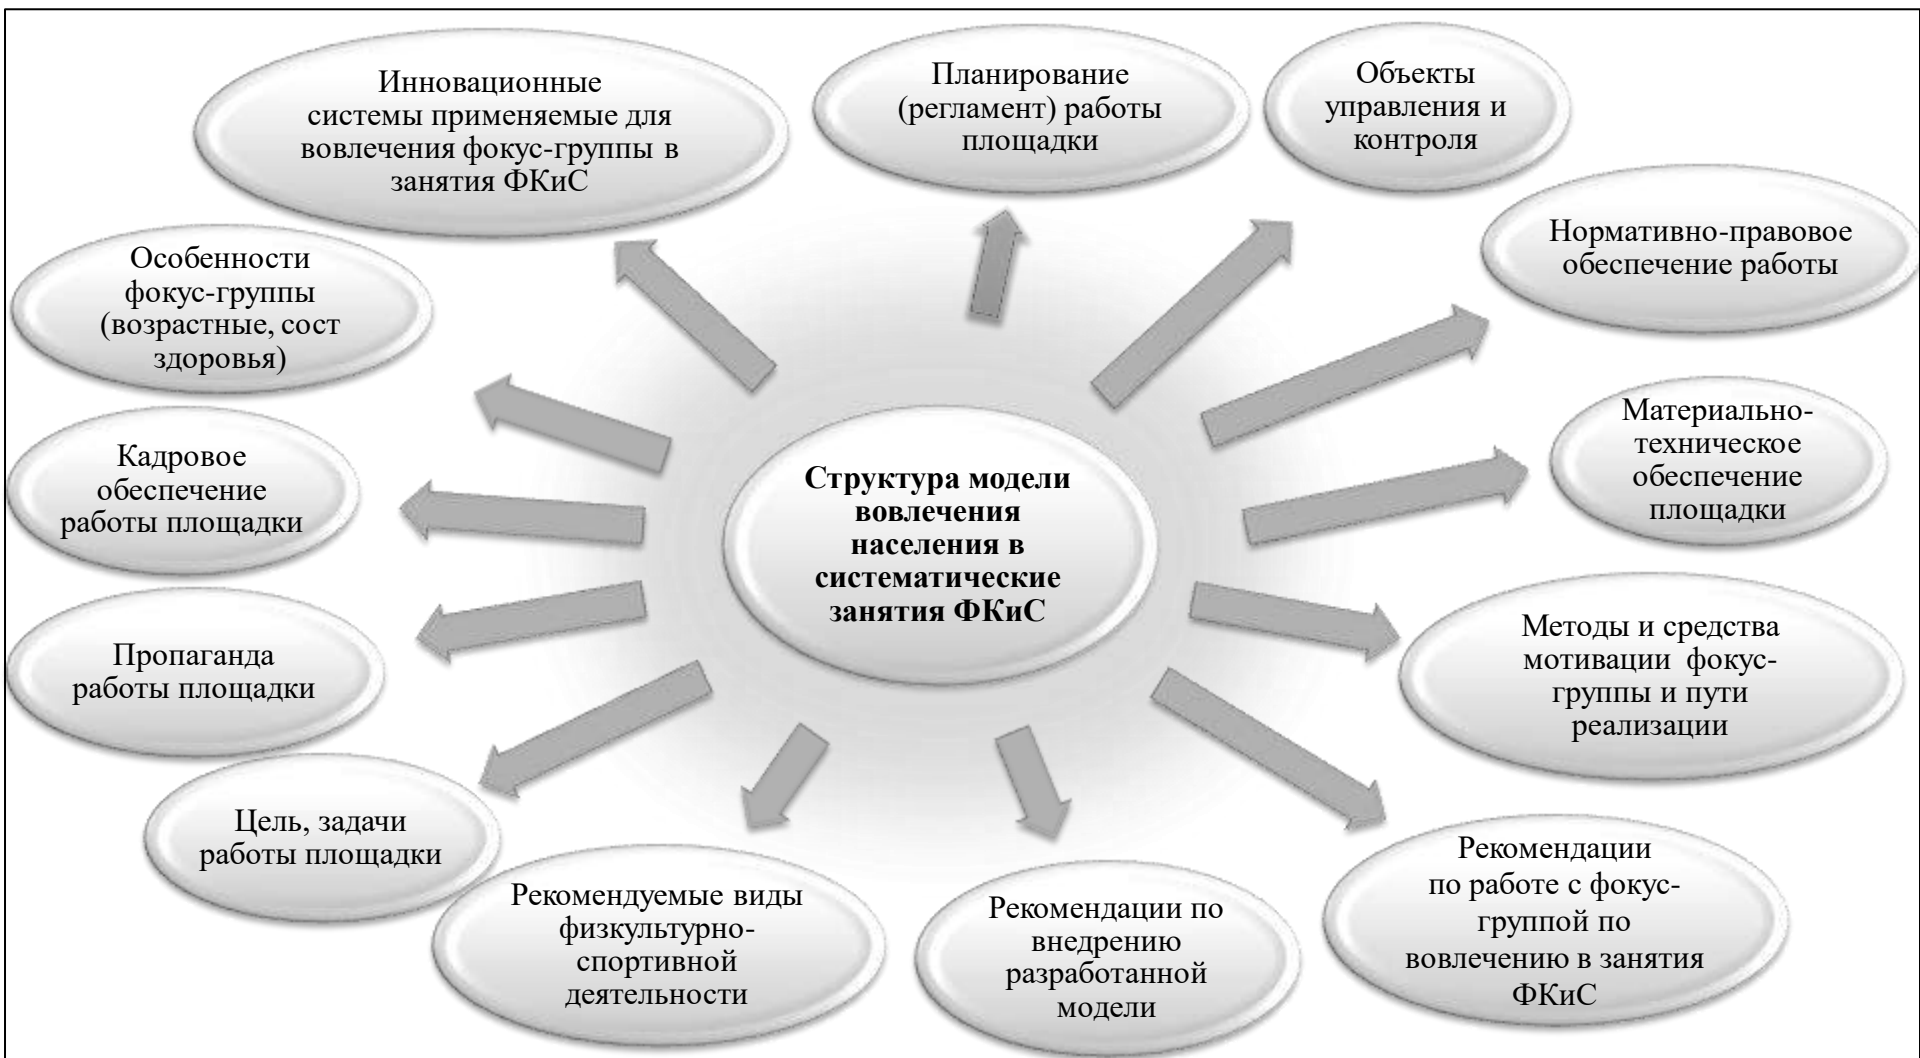 Инновационные
системы применяемые для
вовлечения фокус-группы в
занятия ФКиС
Планирование
(регламент) работы
площадки
Объекты
управления и
контроля
Нормативно-правовое
обеспечение работы
Особенности
фокус-группы
(возрастные, сост
здоровья)
Материально-
техническое
обеспечение
площадки
Кадровое
обеспечение
работы площадки
Структура модели
вовлечения
населения в
систематические
занятия ФКиС
Методы и средства
мотивации фокус-
группы и пути
реализации
Пропаганда
работы площадки
Цель, задачи
работы площадки
Рекомендуемые виды
физкультурно-
спортивной
деятельности
Рекомендации по
внедрению
разработанной
модели
Рекомендации
по работе с фокус-
группой по
вовлечению в занятия
ФКиС